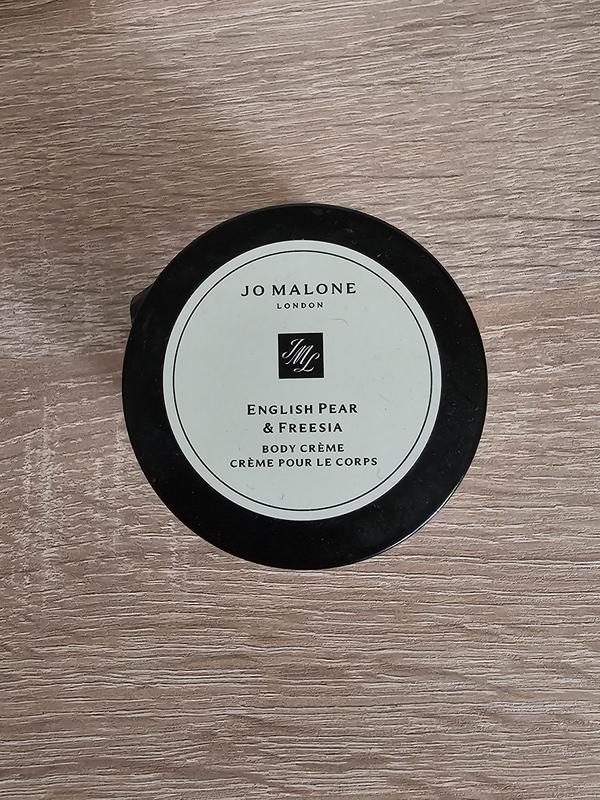 JO MALONE
LONDON
JML
ENGLISH PEAR
& FREESIA
BODY CRÈME
CRÈME POUR LE CORPS